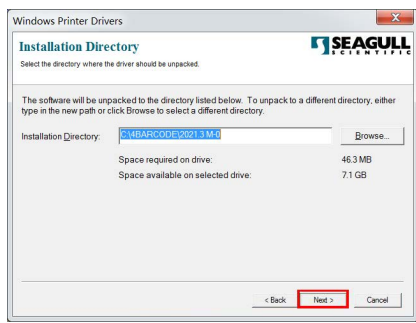 Windows Printer Drivers
X
Installation Directory
SEAGULL
SCIENTIFIC
Select the directory where the driver should be unpacked.
The software will be unpacked to the directory listed below. To unpack to a different directory, either
type in the new path or click Browse to select a different directory.
Installation Directory:
C:\4BARCODE\2021.3 M-0
Browse...
Space required on drive: 46.3 MB
Space available on selected drive: 7.1 GB
< Back Next > Cancel